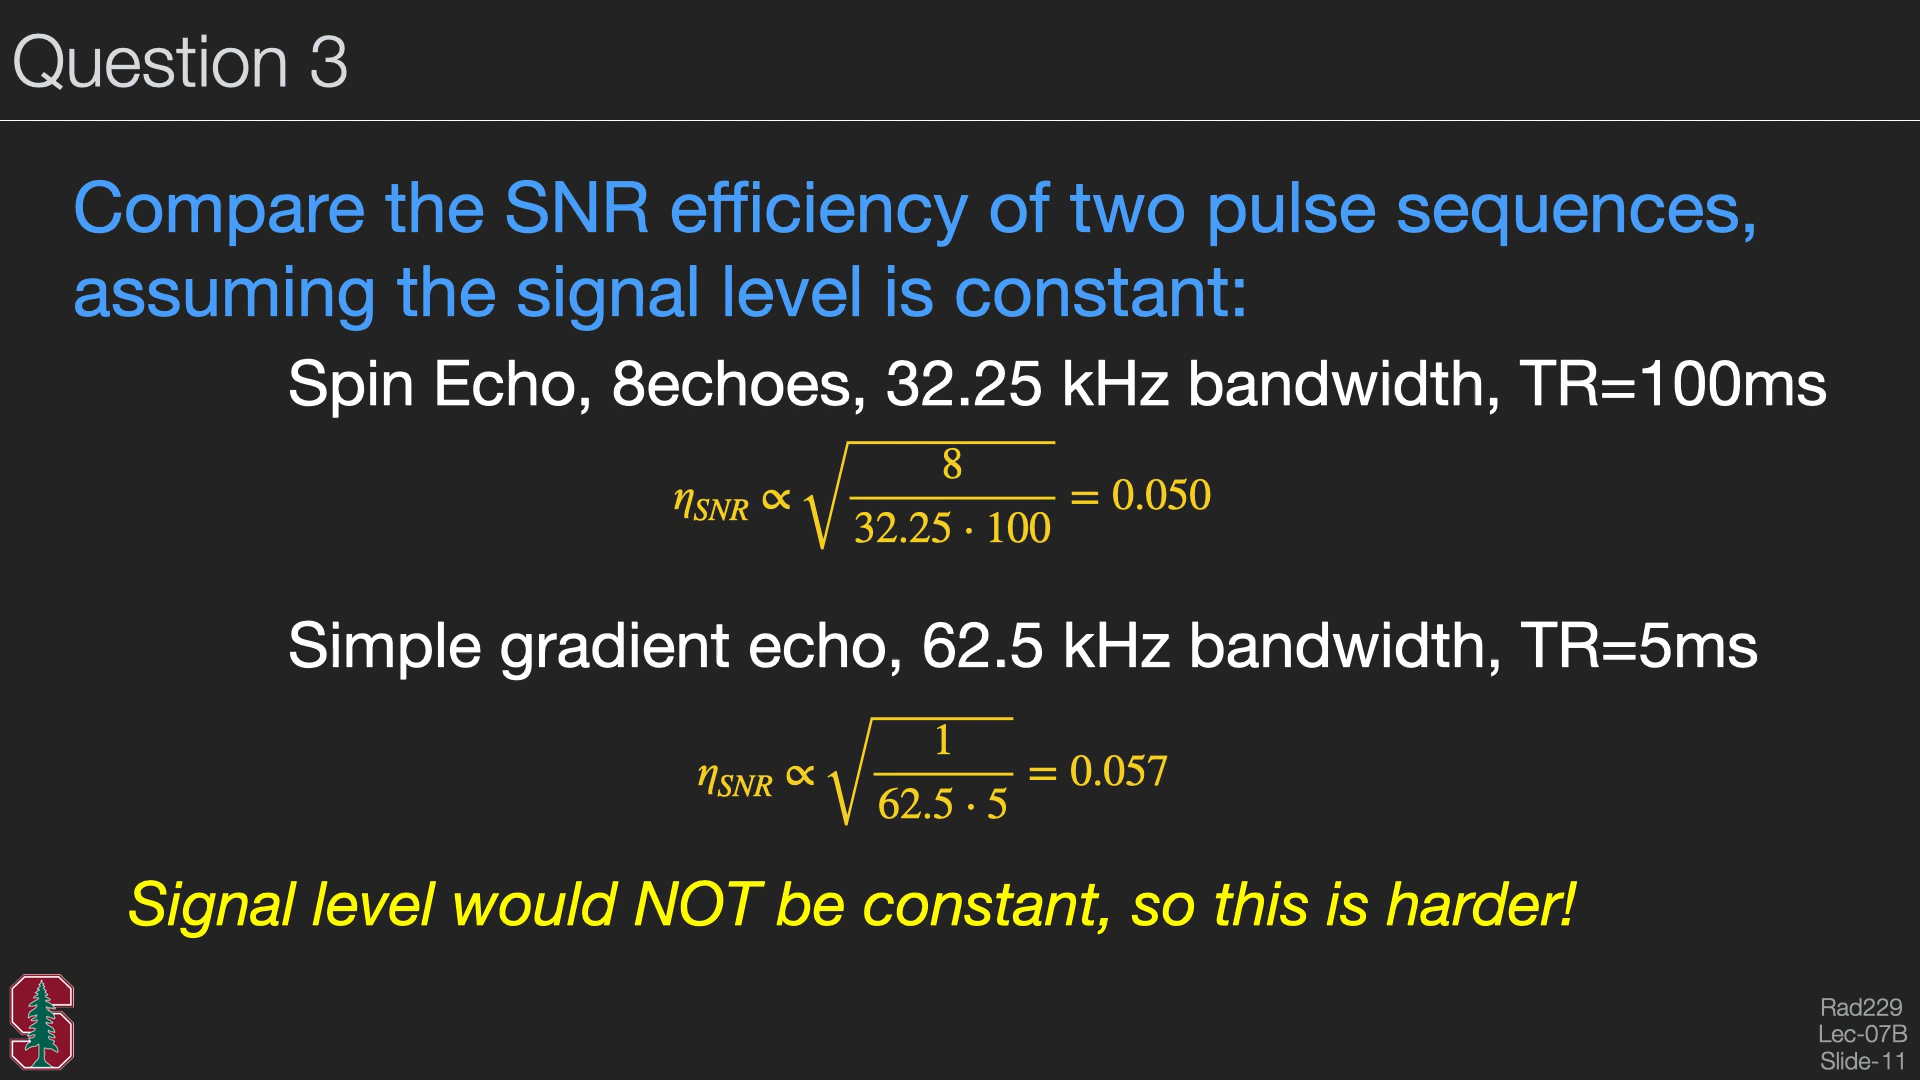 Question 3
Compare the SNR efficiency of two pulse sequences,
assuming the signal level is constant:
Spin Echo, 8echoes, 32.25 kHz bandwidth, TR=100ms
η_SNR ∝ √(8 / (32.25 · 100)) = 0.050
Simple gradient echo, 62.5 kHz bandwidth, TR=5ms
η_SNR ∝ √(1 / (62.5 · 5)) = 0.057
Signal level would NOT be constant, so this is harder!
Rad229
Lec-07B
Slide-11